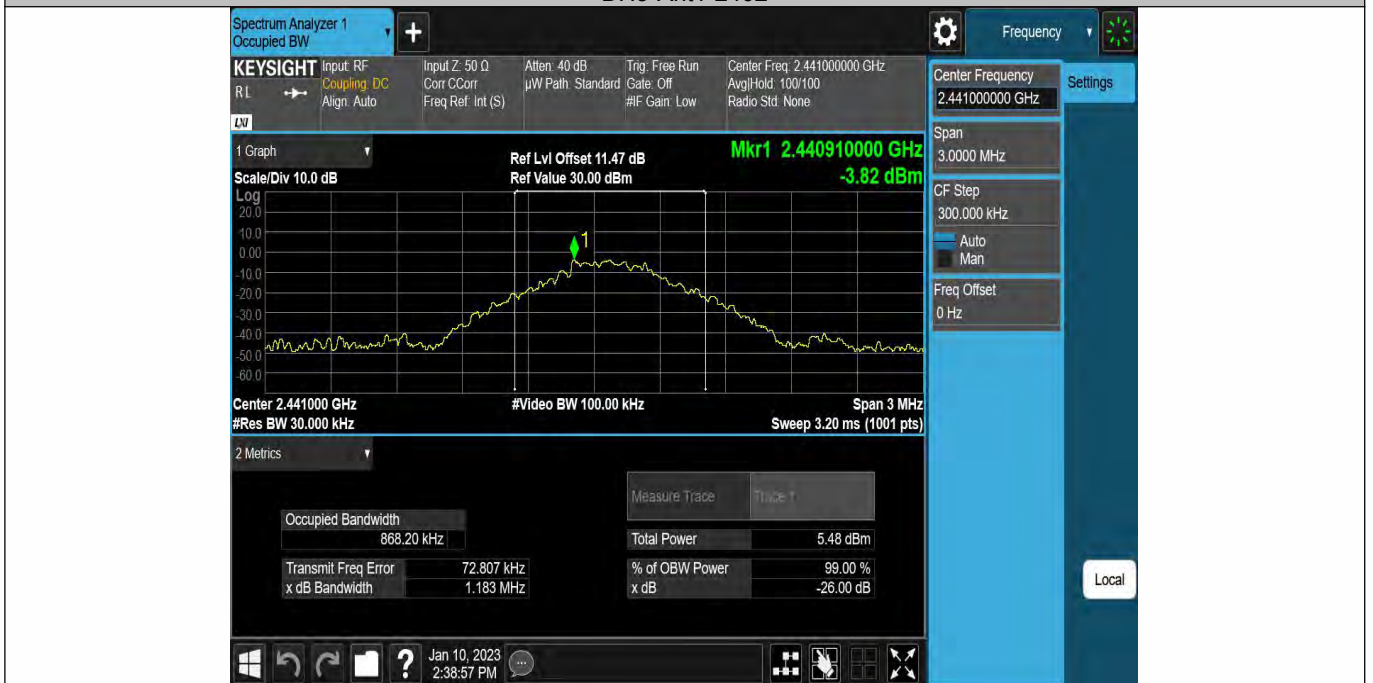 Spectrum Analyzer 1
Occupied BW
+
Frequency
KEYSIGHT
RL
LXI
Input: RF
Coupling: DC
Align: Auto
Input Z: 50 Ω
Corr CCorr
Freq Ref: Int (S)
Atten: 40 dB
µW Path: Standard
Trig: Free Run
Gate: Off
#IF Gain: Low
Center Freq: 2.441000000 GHz
Avg|Hold: 100/100
Radio Std: None
Center Frequency
2.441000000 GHz
Settings
Span
3.0000 MHz
CF Step
300.000 kHz
Auto
Man
Freq Offset
0 Hz
Local
1 Graph
Scale/Div 10.0 dB
Ref Lvl Offset 11.47 dB
Ref Value 30.00 dBm
Mkr1 2.440910000 GHz
-3.82 dBm
Log
20.0
10.0
0.00
-10.0
-20.0
-30.0
-40.0
-50.0
-60.0
1
Center 2.441000 GHz
#Res BW 30.000 kHz
#Video BW 100.00 kHz
Span 3 MHz
Sweep 3.20 ms (1001 pts)
2 Metrics
Measure Trace
Trace 1
Occupied Bandwidth
868.20 kHz
Total Power 5.48 dBm
Transmit Freq Error 72.807 kHz
% of OBW Power 99.00 %
x dB Bandwidth 1.183 MHz
x dB -26.00 dB
?
Jan 10, 2023
2:38:57 PM